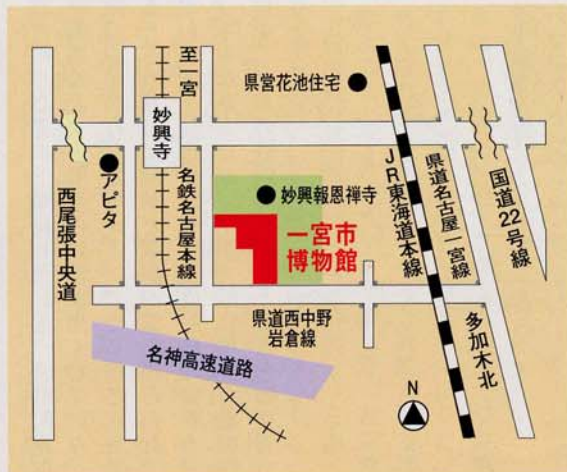 至一宮
県営花池住宅
妙興寺
アピタ
名鉄名古屋本線
妙興報恩禅寺
JR東海道本線
県道名古屋一宮線
国道22号線
西尾張中央道
一宮市
博物館
県道西中野
岩倉線
多加木北
名神高速道路
N